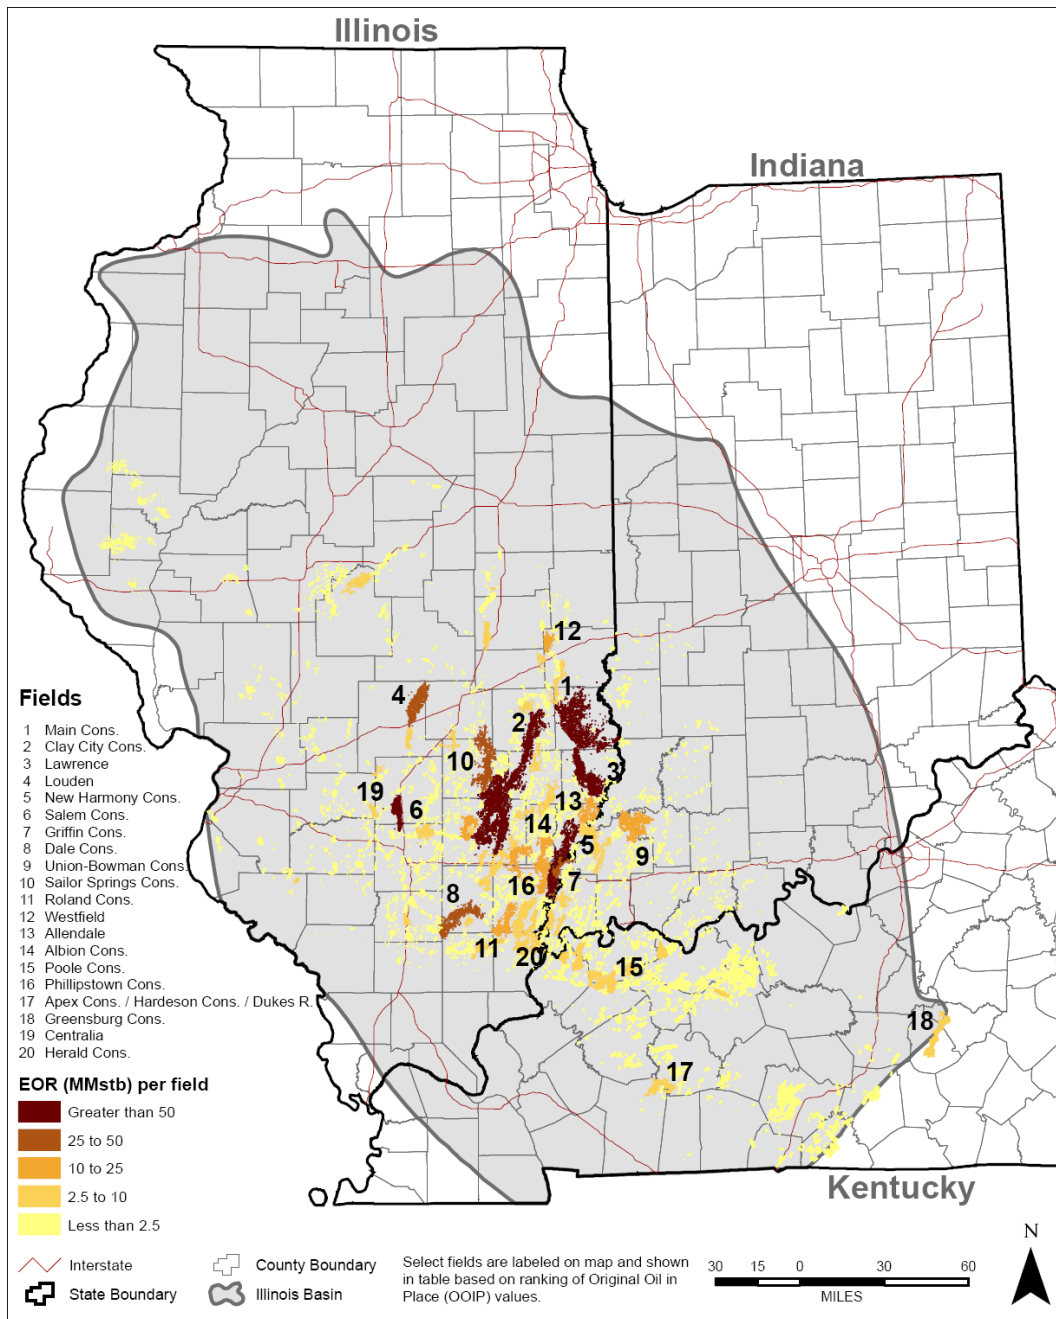 Illinois
Indiana
12
1
4
2
10
3
19
6
13
14
5
9
16
7
8
11
20
15
18
17
Kentucky
Fields
1 Main Cons.
2 Clay City Cons.
3 Lawrence
4 Louden
5 New Harmony Cons.
6 Salem Cons.
7 Griffin Cons.
8 Dale Cons.
9 Union-Bowman Cons.
10 Sailor Springs Cons.
11 Roland Cons.
12 Westfield
13 Allendale
14 Albion Cons.
15 Poole Cons.
16 Phillipstown Cons.
17 Apex Cons. / Hardeson Cons. / Dukes R.
18 Greensburg Cons.
19 Centralia
20 Herald Cons.
EOR (MMstb) per field
Greater than 50
25 to 50
10 to 25
2.5 to 10
Less than 2.5
Interstate
State Boundary
County Boundary
Illinois Basin
Select fields are labeled on map and shown
in table based on ranking of Original Oil in
Place (OOIP) values.
30 15 0 30 60
MILES
N